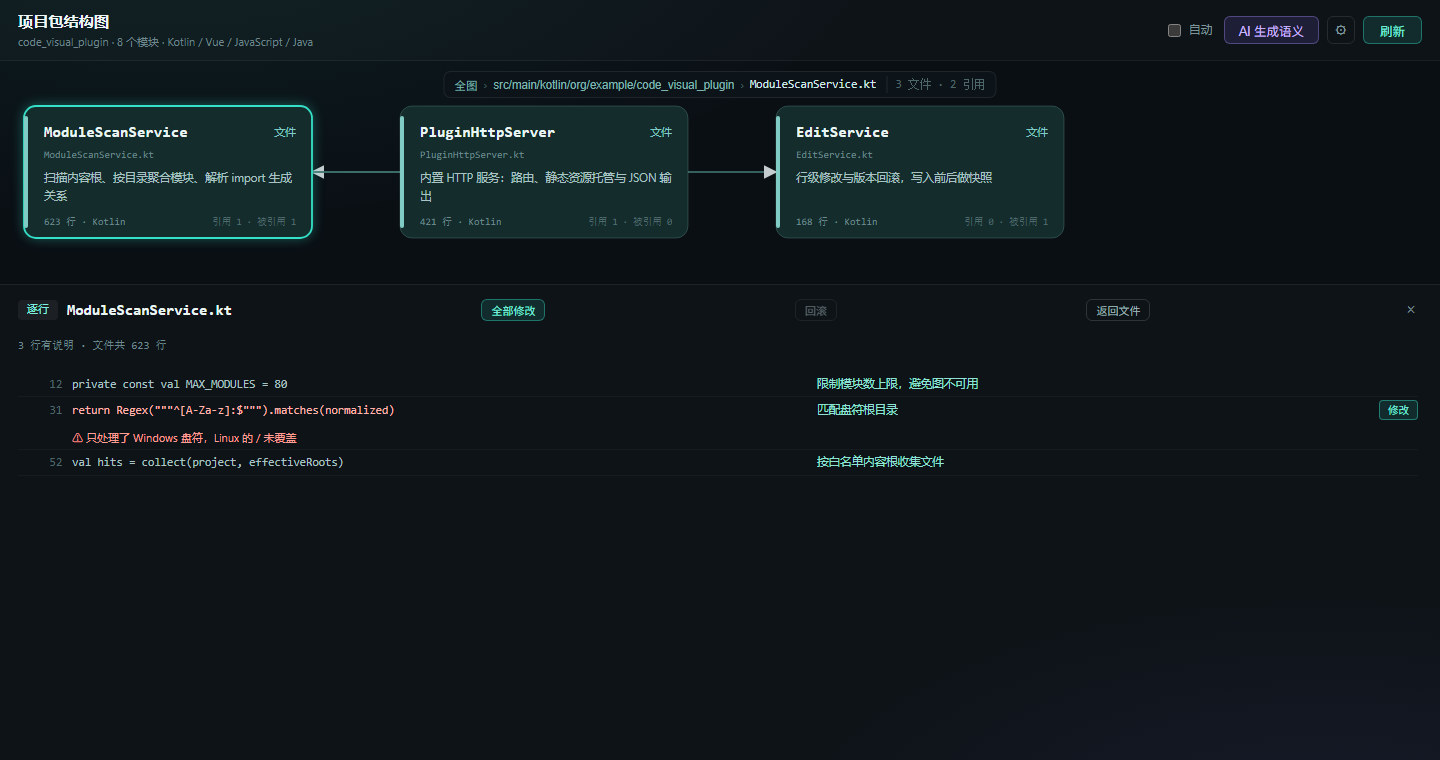 项目包结构图
code_visual_plugin · 8 个模块 · Kotlin / Vue / JavaScript / Java
自动
AI 生成语义
⚙
刷新
全图 › src/main/kotlin/org/example/code_visual_plugin › ModuleScanService.kt 3 文件 · 2 引用
ModuleScanService 文件
ModuleScanService.kt
扫描内容根、按目录聚合模块、解析 import 生成
关系
623 行 · Kotlin 引用 1 · 被引用 1
PluginHttpServer 文件
PluginHttpServer.kt
内置 HTTP 服务：路由、静态资源托管与 JSON 输
出
421 行 · Kotlin 引用 1 · 被引用 0
EditService 文件
EditService.kt
行级修改与版本回滚，写入前后做快照
168 行 · Kotlin 引用 0 · 被引用 1
逐行 ModuleScanService.kt 全部修改 回滚 返回文件 ×
3 行有说明 · 文件共 623 行
12 private const val MAX_MODULES = 80 限制模块数上限，避免图不可用
31 return Regex("""^[A-Za-z]:$""").matches(normalized) 匹配盘符根目录 修改
⚠ 只处理了 Windows 盘符，Linux 的 / 未覆盖
52 val hits = collect(project, effectiveRoots) 按白名单内容根收集文件